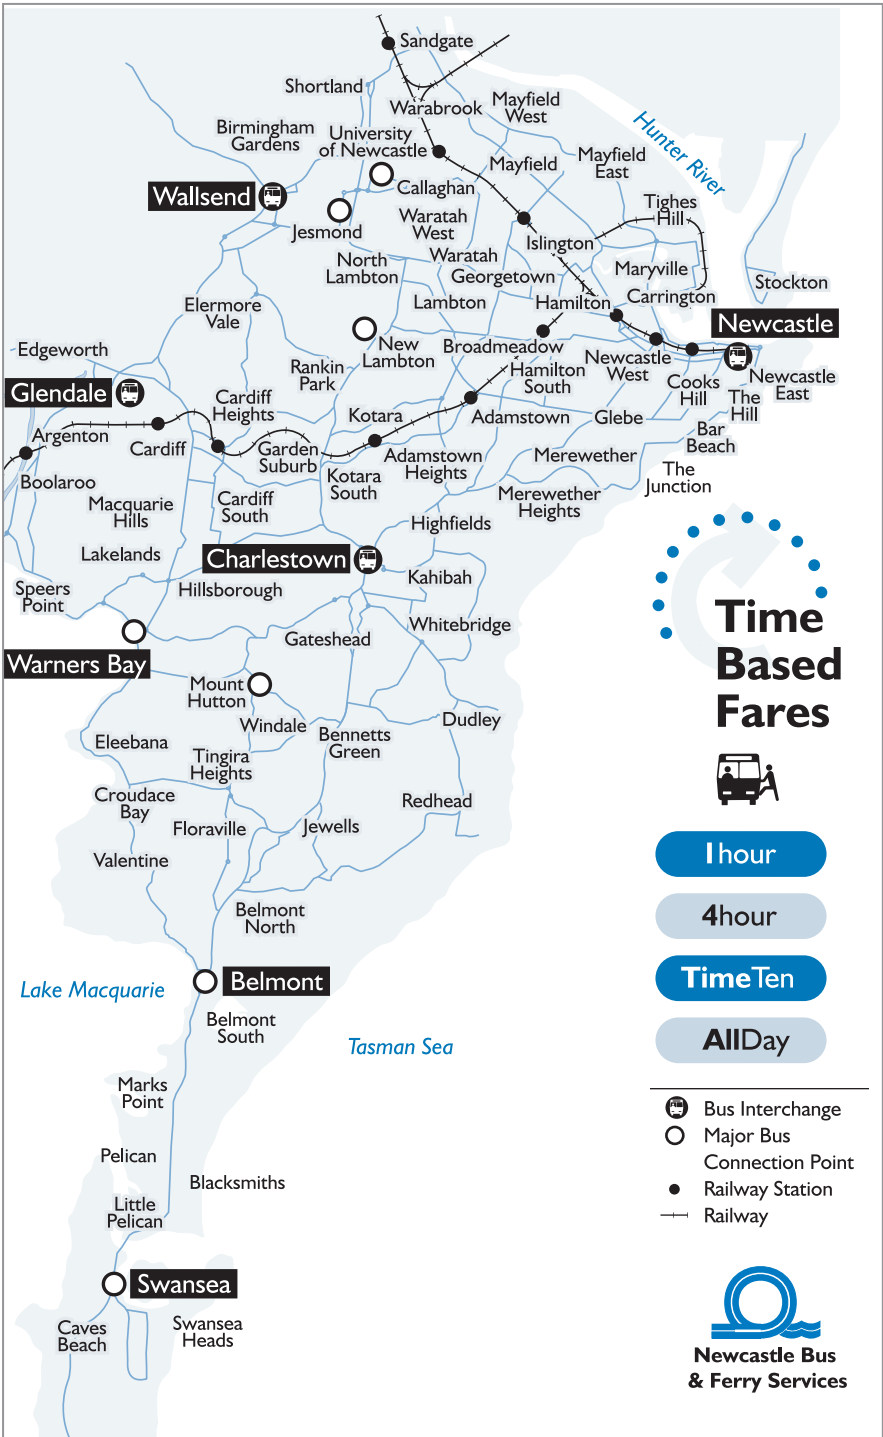 Sandgate
Shortland
Warabrook
Mayfield
West
Birmingham
Gardens
University
of Newcastle
Hunter River
Mayfield
Mayfield
East
Wallsend
Callaghan
Tighes
Hill
Jesmond
Waratah
West
Islington
North
Lambton
Waratah
Georgetown
Maryville
Stockton
Elermore
Vale
Lambton
Hamilton
Carrington
Newcastle
Edgeworth
New
Lambton
Broadmeadow
Rankin
Park
Hamilton
South
Newcastle
West
Cooks
Hill
Newcastle
East
The
Hill
Glendale
Cardiff
Heights
Kotara
Adamstown
Glebe
Bar
Beach
Argenton
Cardiff
Garden
Suburb
Adamstown
Heights
Merewether
The
Junction
Boolaroo
Kotara
South
Macquarie
Hills
Cardiff
South
Merewether
Heights
Highfields
Lakelands
Charlestown
Kahibah
Speers
Point
Hillsborough
Whitebridge
Gateshead
Warners Bay
Mount
Hutton
Windale
Bennetts
Green
Dudley
Eleebana
Tingira
Heights
Croudace
Bay
Redhead
Floraville
Jewells
Valentine
Belmont
North
Lake Macquarie
Belmont
Belmont
South
Tasman Sea
Marks
Point
Pelican
Blacksmiths
Little
Pelican
Swansea
Caves
Beach
Swansea
Heads
Time
Based
Fares
1hour
4hour
TimeTen
AllDay
Bus Interchange
Major Bus
Connection Point
Railway Station
Railway
Newcastle Bus
& Ferry Services